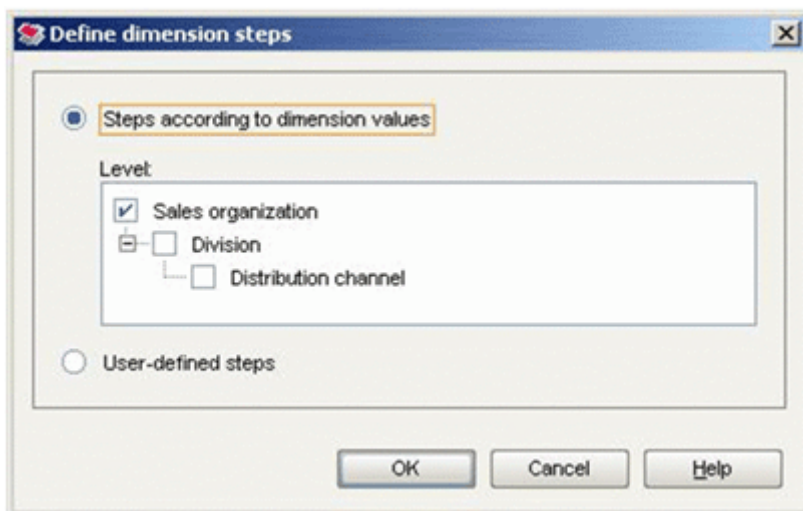 Define dimension steps
Steps according to dimension values
Level:
Sales organization
Division
Distribution channel
User-defined steps
OK Cancel Help